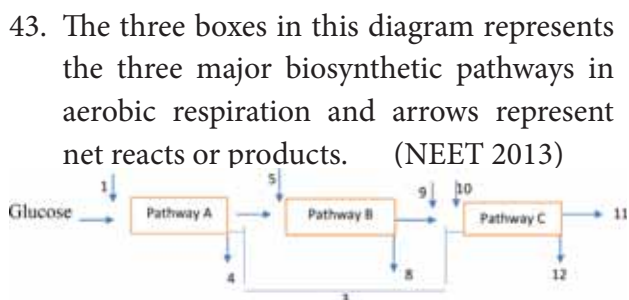 43. The three boxes in this diagram represents
the three major biosynthetic pathways in
aerobic respiration and arrows represent
net reacts or products. (NEET 2013)
1 5 9 10
Glucose Pathway A Pathway B Pathway C 11
4 8 12
3